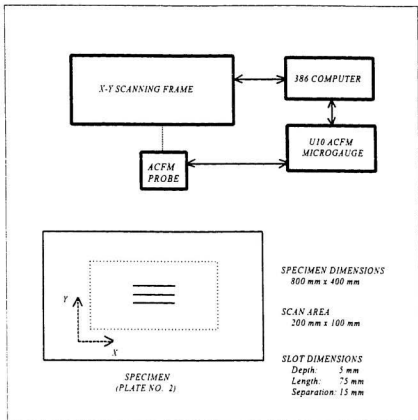 X-Y SCANNING FRAME
386 COMPUTER
U10 ACFM
MICROGAUGE
ACFM
PROBE
Y
X
SPECIMEN
(PLATE NO. 2)
SPECIMEN DIMENSIONS
800 mm x 400 mm
SCAN AREA
200 mm x 100 mm
SLOT DIMENSIONS
Depth: 5 mm
Length: 75 mm
Separation: 15 mm